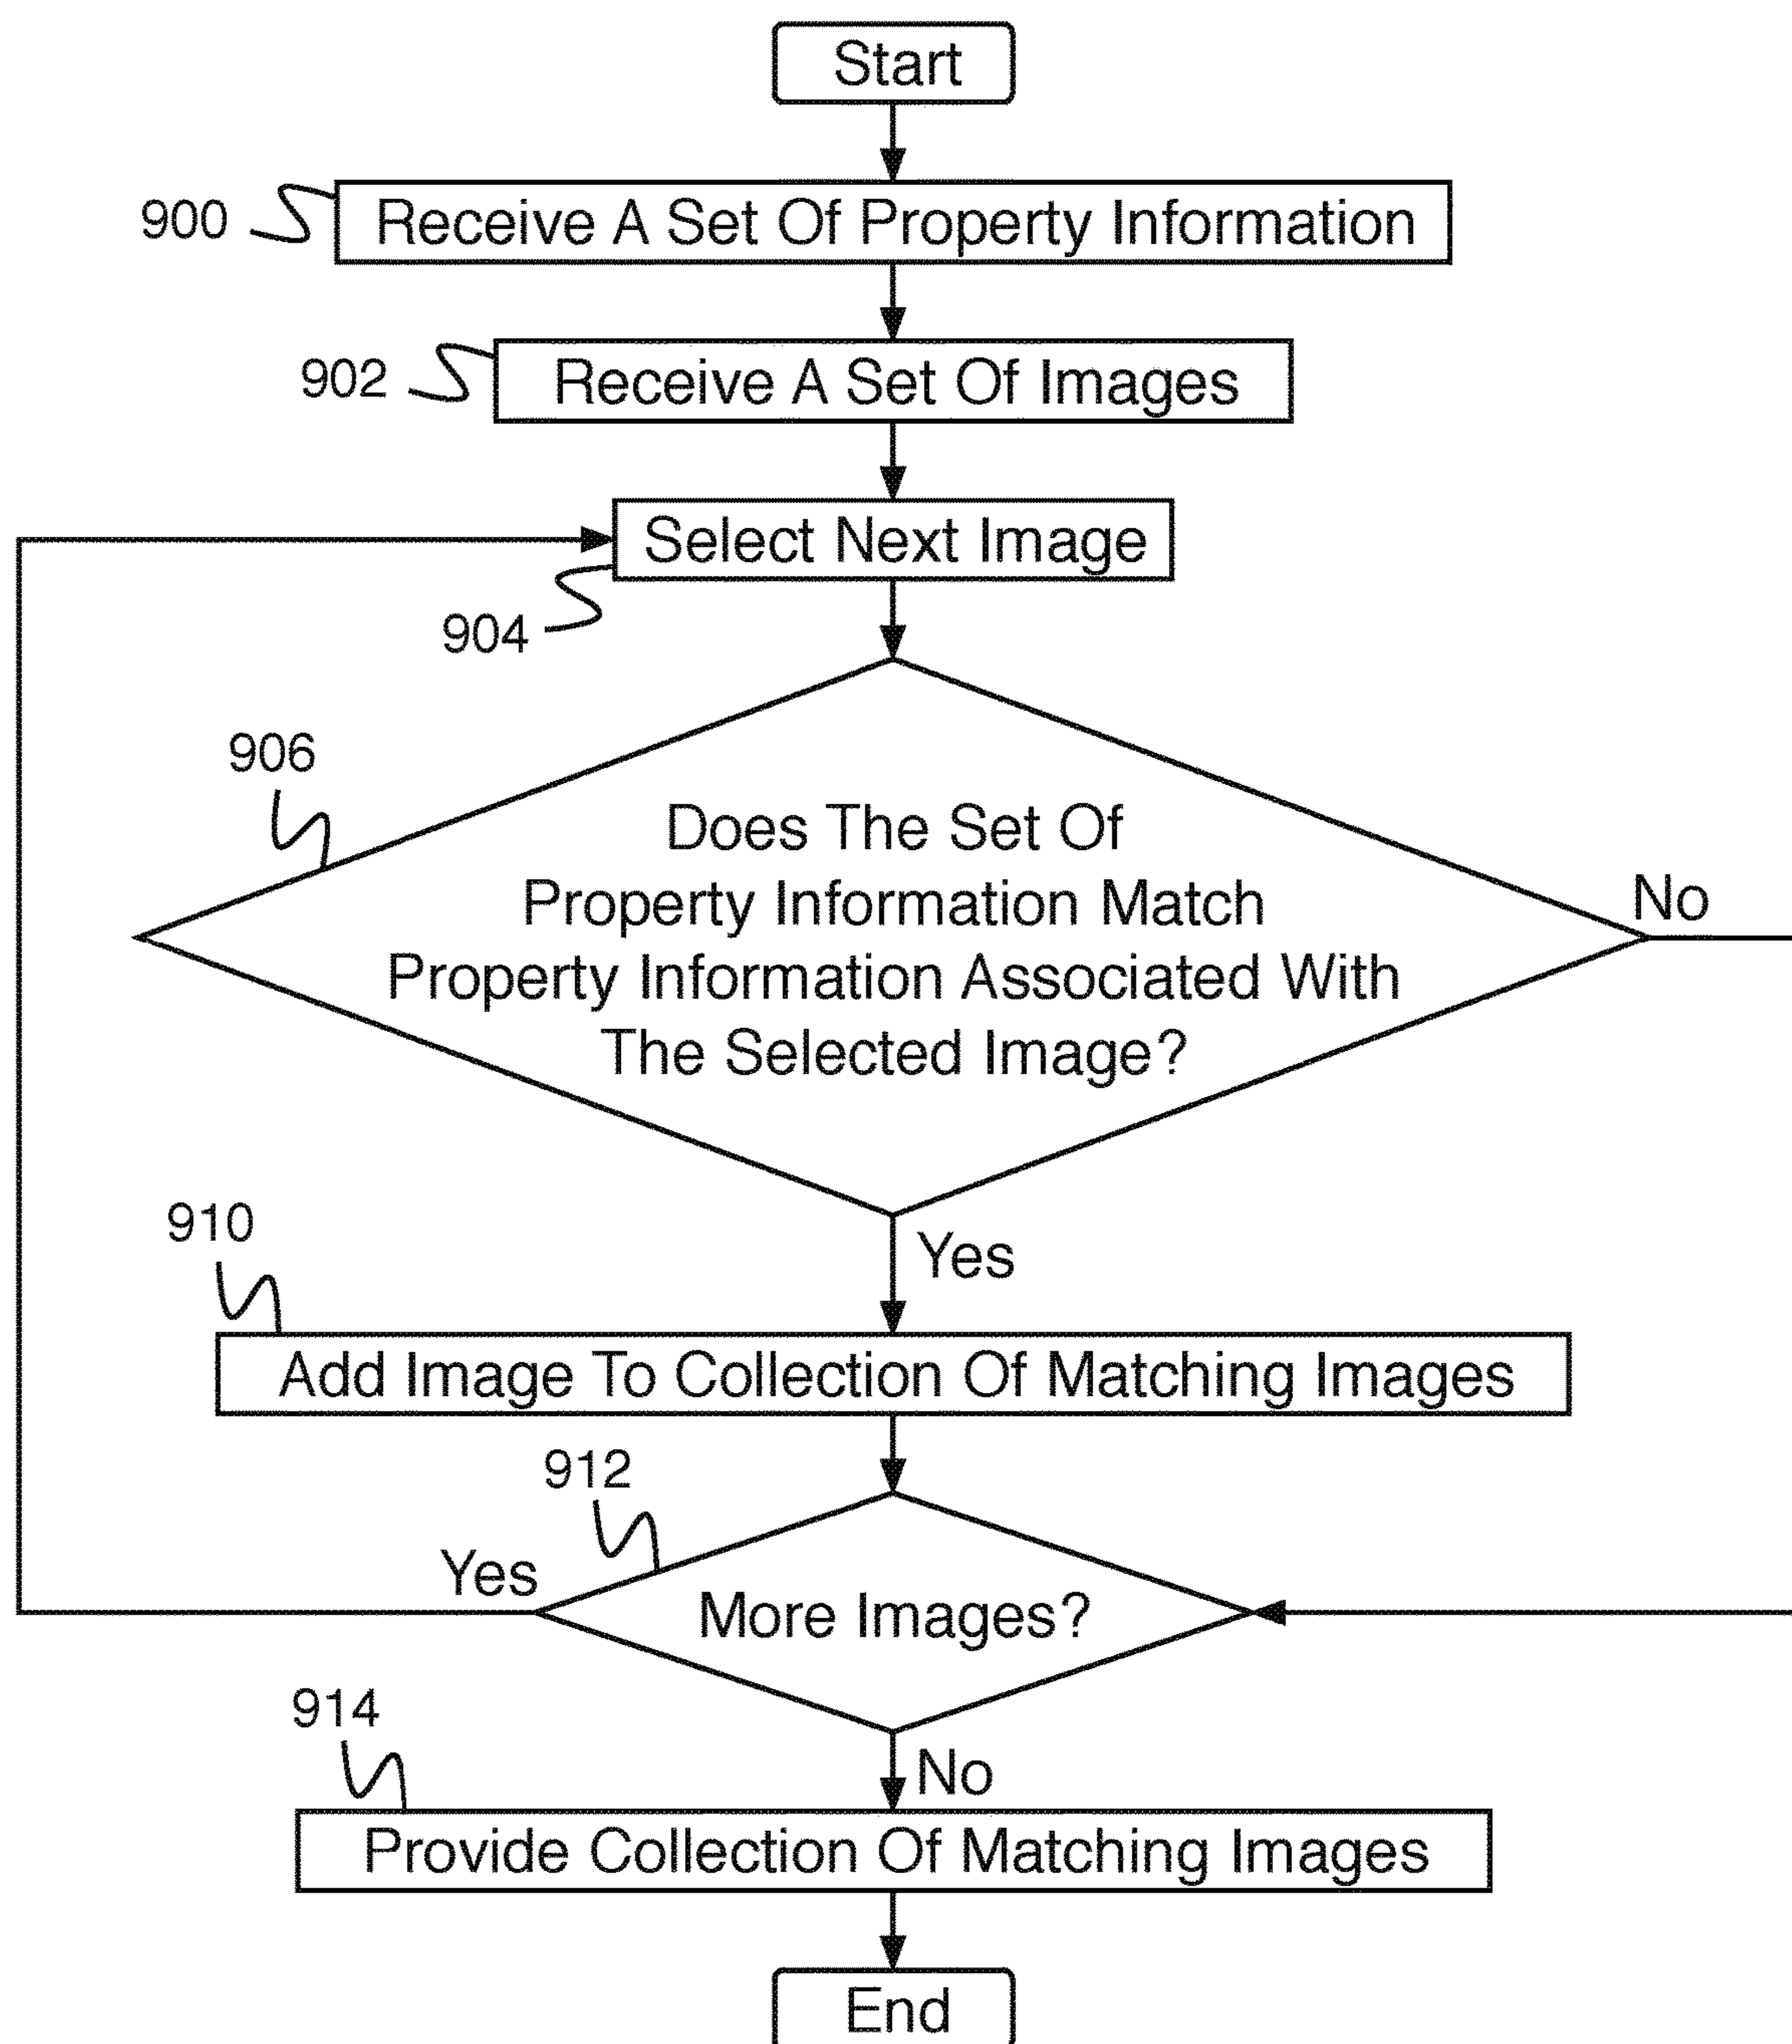 Start
900
Receive A Set Of Property Information
902
Receive A Set Of Images
Select Next Image
904
906
Does The Set Of
Property Information Match
Property Information Associated With
The Selected Image?
No
Yes
910
Add Image To Collection Of Matching Images
912
Yes
More Images?
914
No
Provide Collection Of Matching Images
End